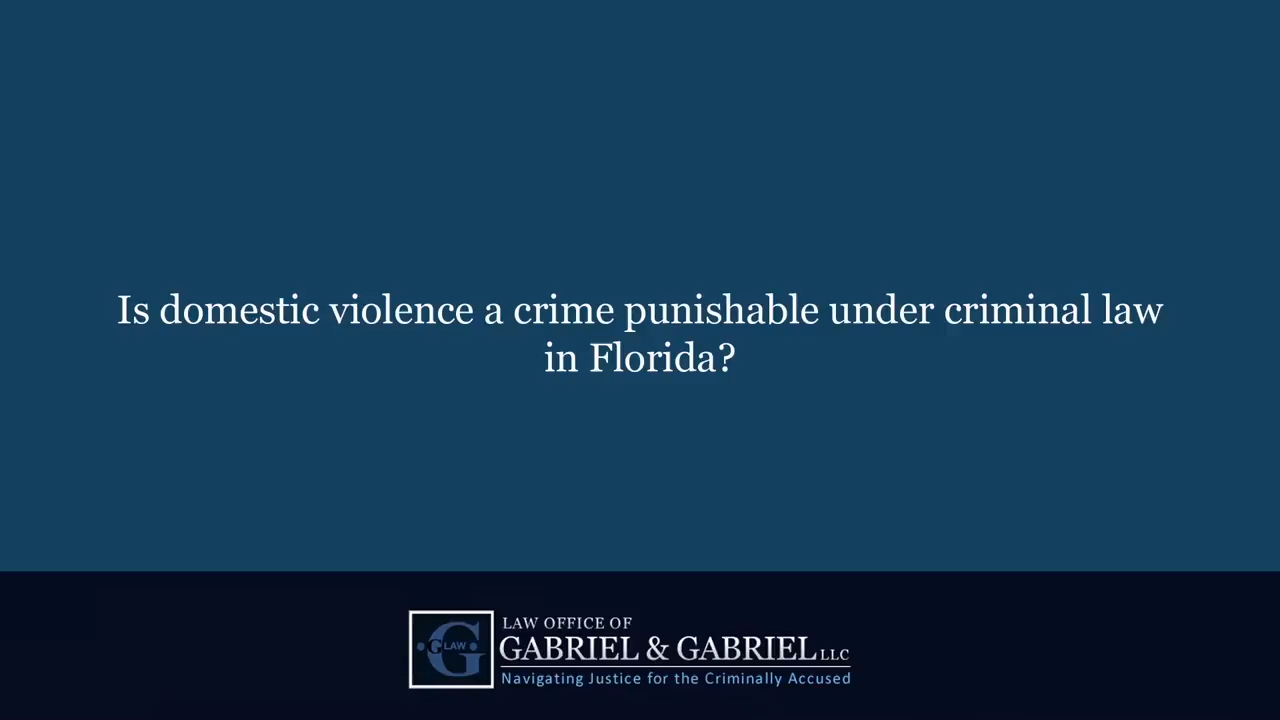 Is domestic violence a crime punishable under criminal law
in Florida?
G LAW
LAW OFFICE OF
GABRIEL & GABRIEL LLC
Navigating Justice for the Criminally Accused